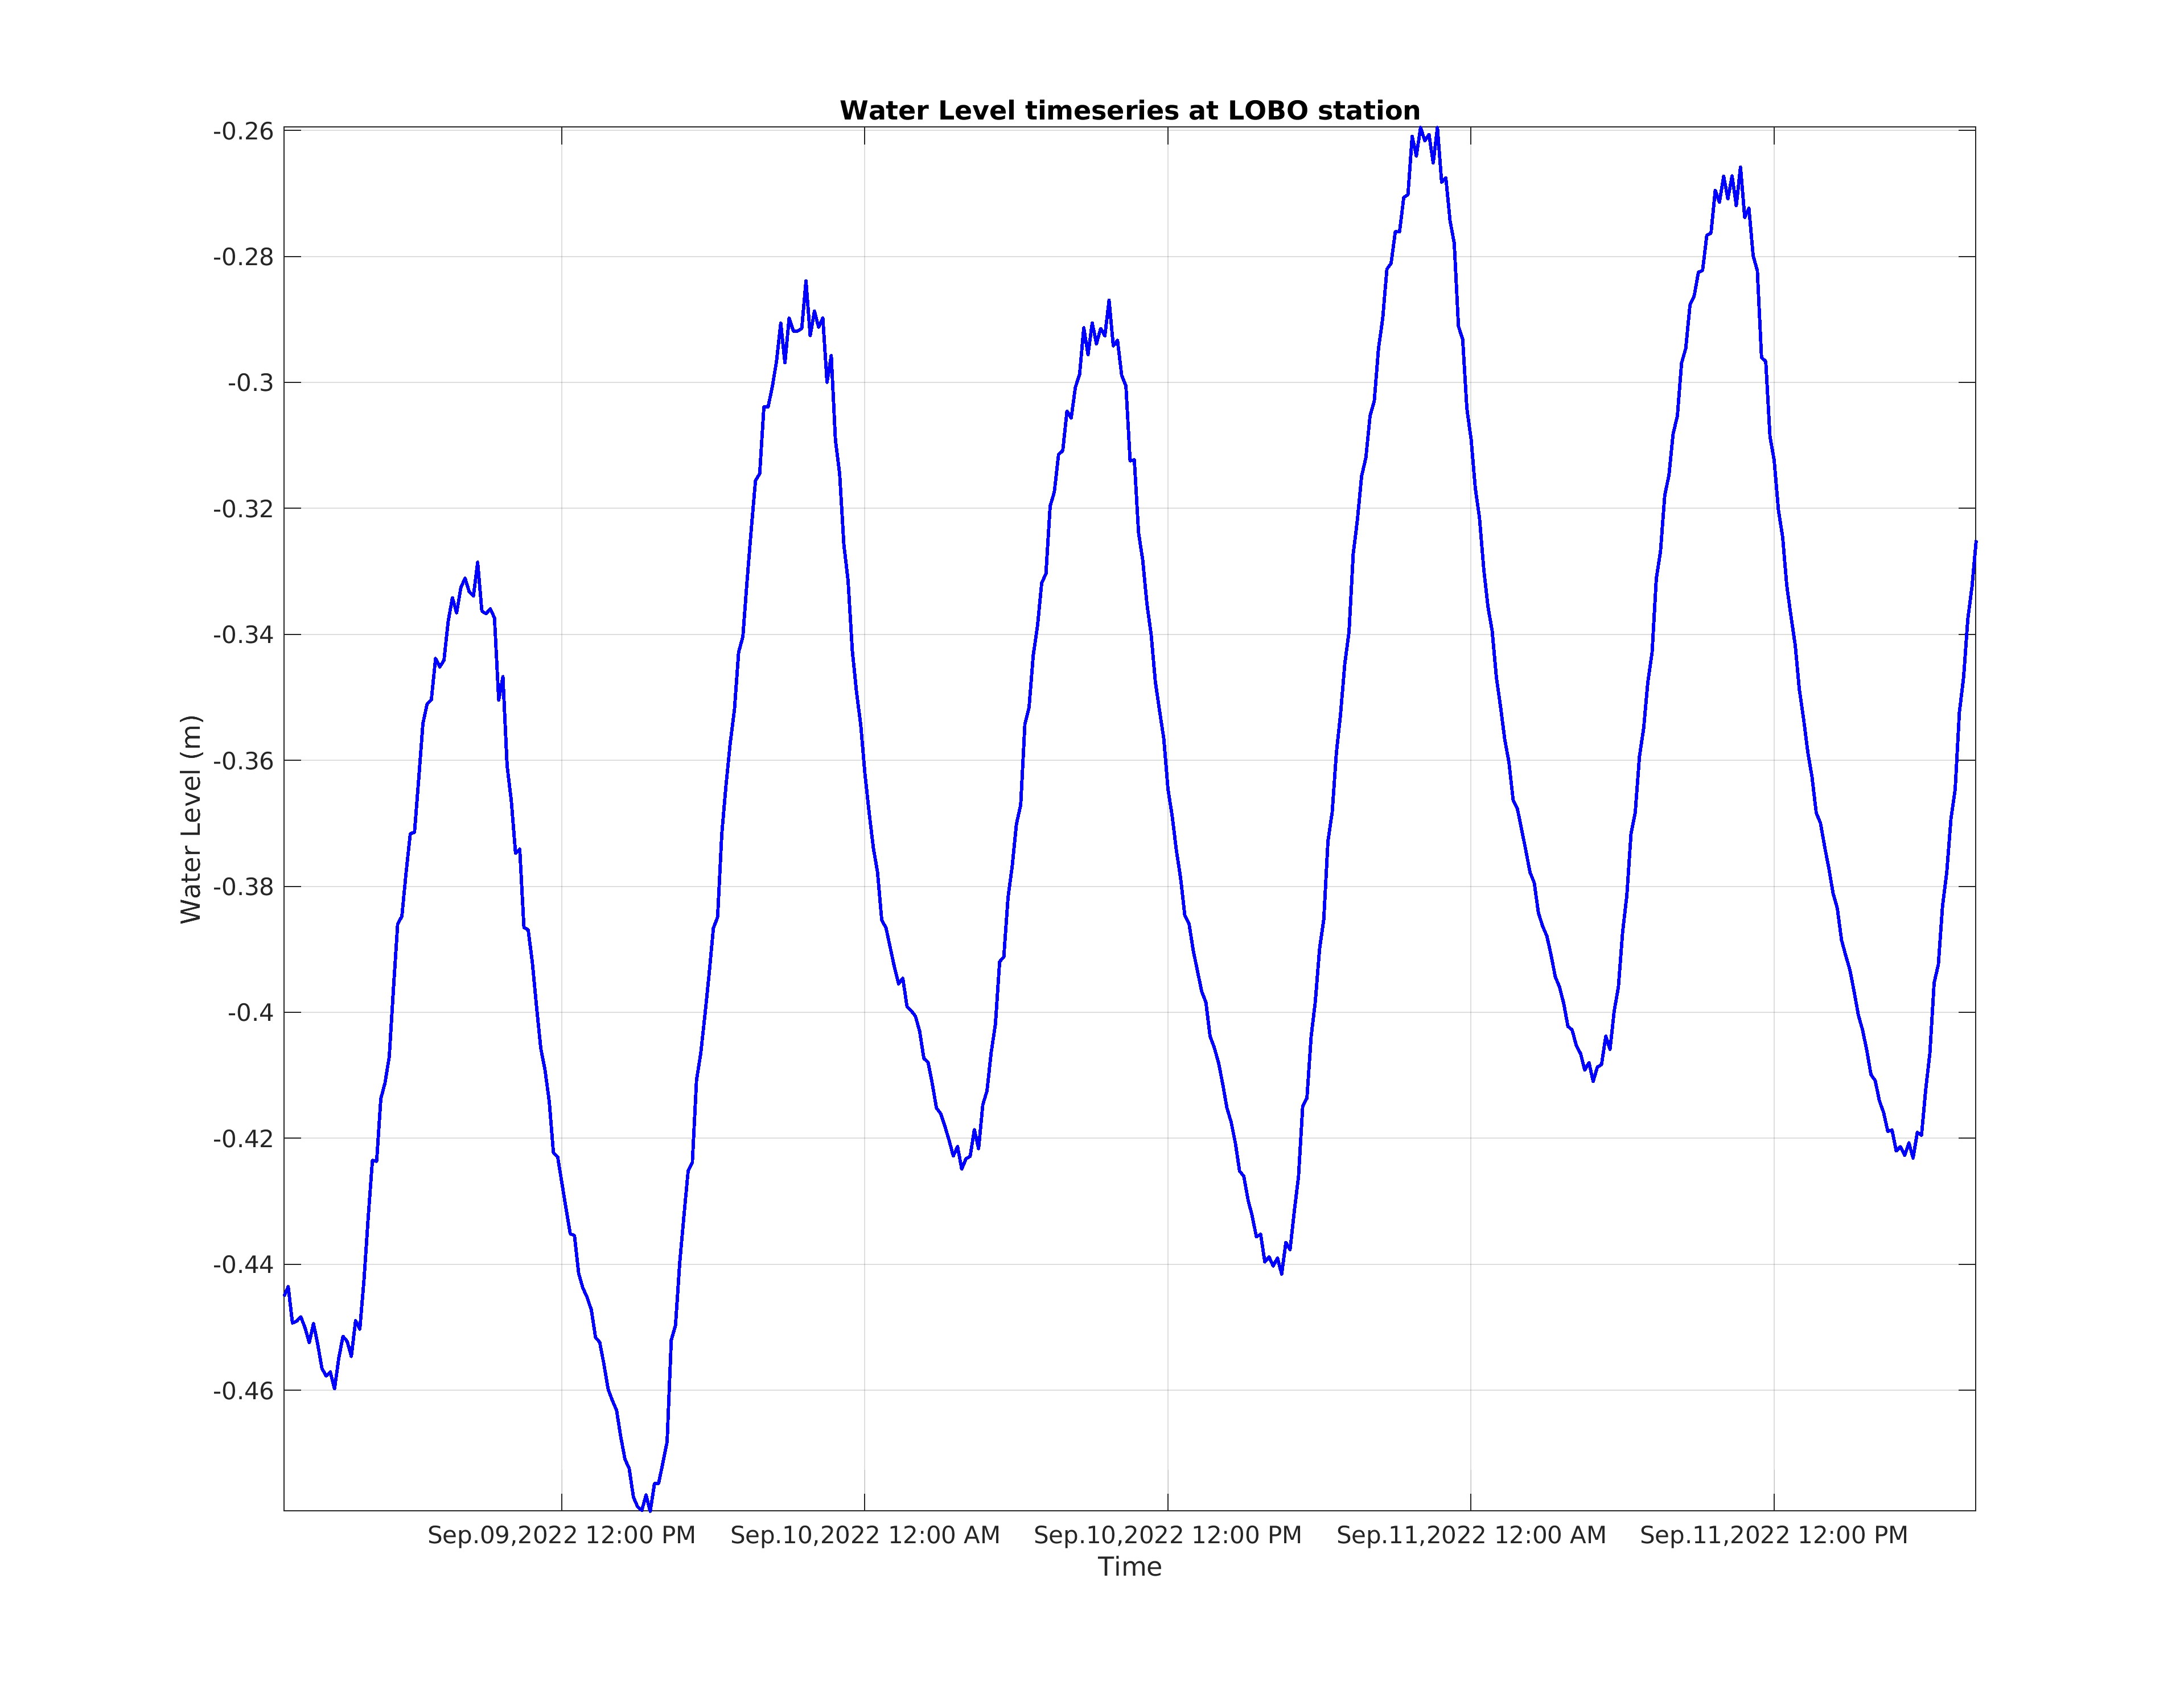 Water Level timeseries at LOBO station
-0.26
-0.28
-0.3
-0.32
-0.34
-0.36
-0.38
-0.4
-0.42
-0.44
-0.46
Water Level (m)
Sep.09,2022 12:00 PM
Sep.10,2022 12:00 AM
Sep.10,2022 12:00 PM
Sep.11,2022 12:00 AM
Sep.11,2022 12:00 PM
Time